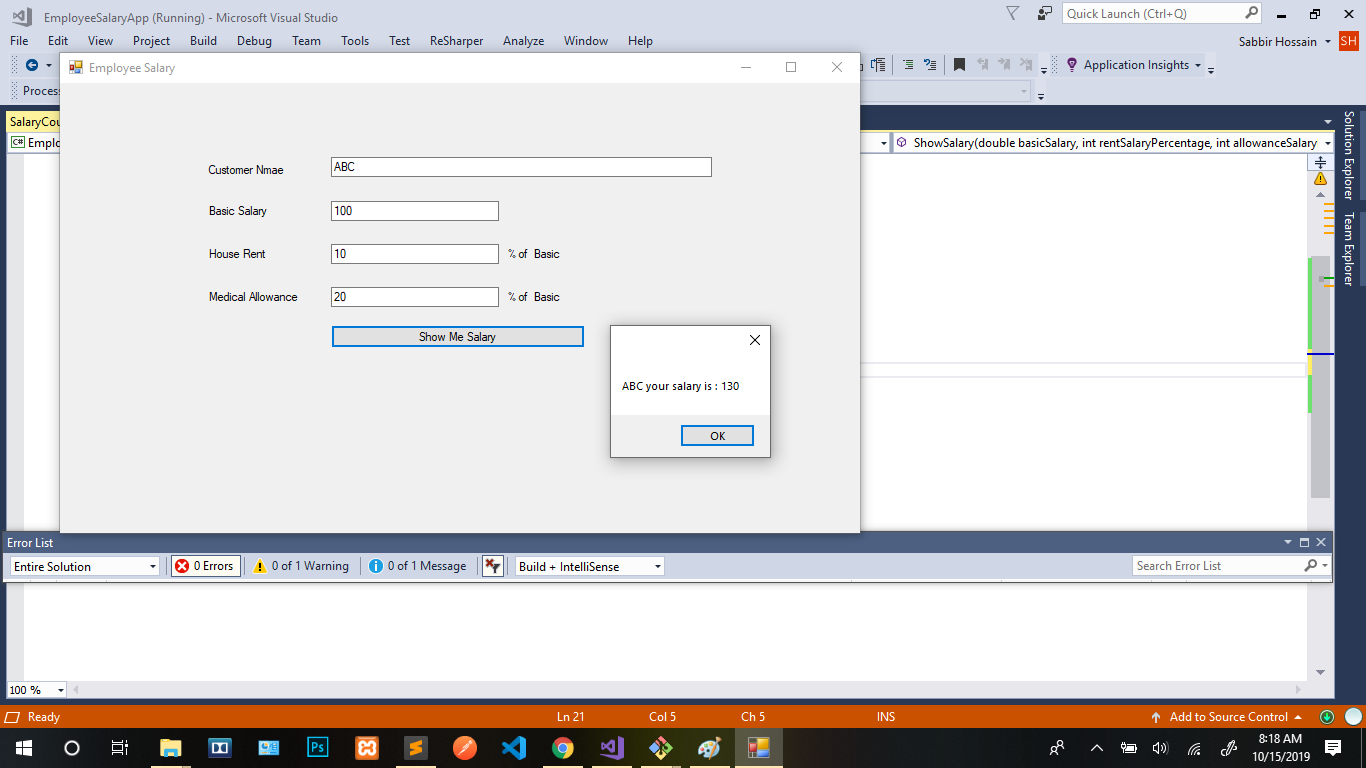 EmployeeSalaryApp (Running) - Microsoft Visual Studio
Quick Launch (Ctrl+Q)
File Edit View Project Build Debug Team Tools Test ReSharper Analyze Window Help
Sabbir Hossain SH
Employee Salary
Application Insights
Proces
SalaryCou
C# Emplo
ShowSalary(double basicSalary, int rentSalaryPercentage, int allowanceSalary
Solution Explorer
Team Explorer
Customer Nmae ABC
Basic Salary 100
House Rent 10 % of Basic
Medical Allowance 20 % of Basic
Show Me Salary
ABC your salary is : 130
OK
Error List
Entire Solution 0 Errors 0 of 1 Warning 0 of 1 Message Build + IntelliSense Search Error List
100 %
Ready Ln 21 Col 5 Ch 5 INS Add to Source Control
Ps
8:18 AM
10/15/2019